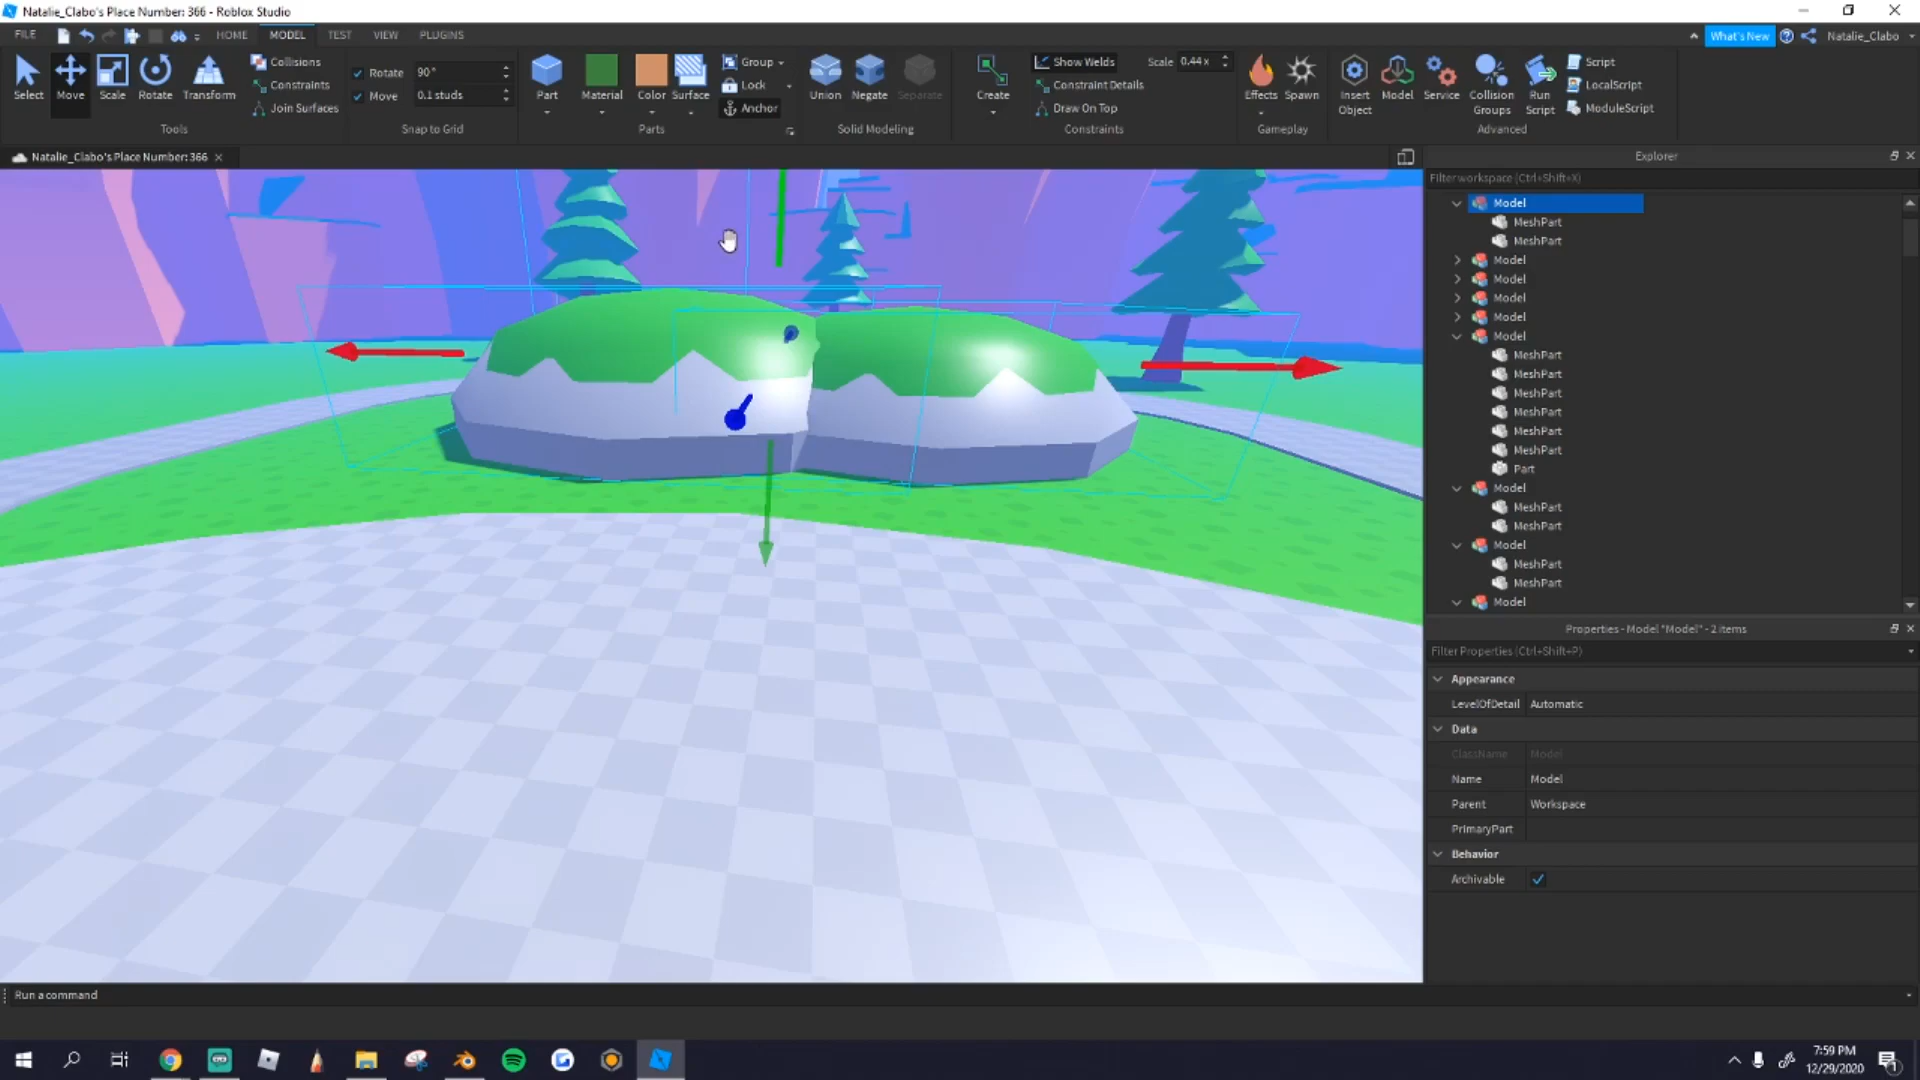 Natalie_Clabo's Place Number: 366 - Roblox Studio
FILE HOME MODEL TEST VIEW PLUGINS What's New Natalie_Clabo
Select Move Scale Rotate Transform
Collisions
Constraints
Join Surfaces
Tools
Rotate 90°
Move 0.1 studs
Snap to Grid
Part Material Color Surface
Group
Lock
Anchor
Parts
Union Negate Separate
Solid Modeling
Create
Show Welds Scale 0.44 x
Constraint Details
Draw On Top
Constraints
Effects Spawn
Gameplay
Insert Object Model Service Collision Groups Run Script
Script
LocalScript
ModuleScript
Advanced
Natalie_Clabo's Place Number: 366
Explorer
Filter workspace (Ctrl+Shift+X)
Model
MeshPart
MeshPart
Model
Model
Model
Model
Model
MeshPart
MeshPart
MeshPart
MeshPart
MeshPart
MeshPart
Part
Model
MeshPart
MeshPart
Model
MeshPart
MeshPart
Model
Properties - Model "Model" - 2 items
Filter Properties (Ctrl+Shift+P)
Appearance
LevelOfDetail Automatic
Data
ClassName Model
Name Model
Parent Workspace
PrimaryPart
Behavior
Archivable
Run a command
7:59 PM
12/29/2020
1